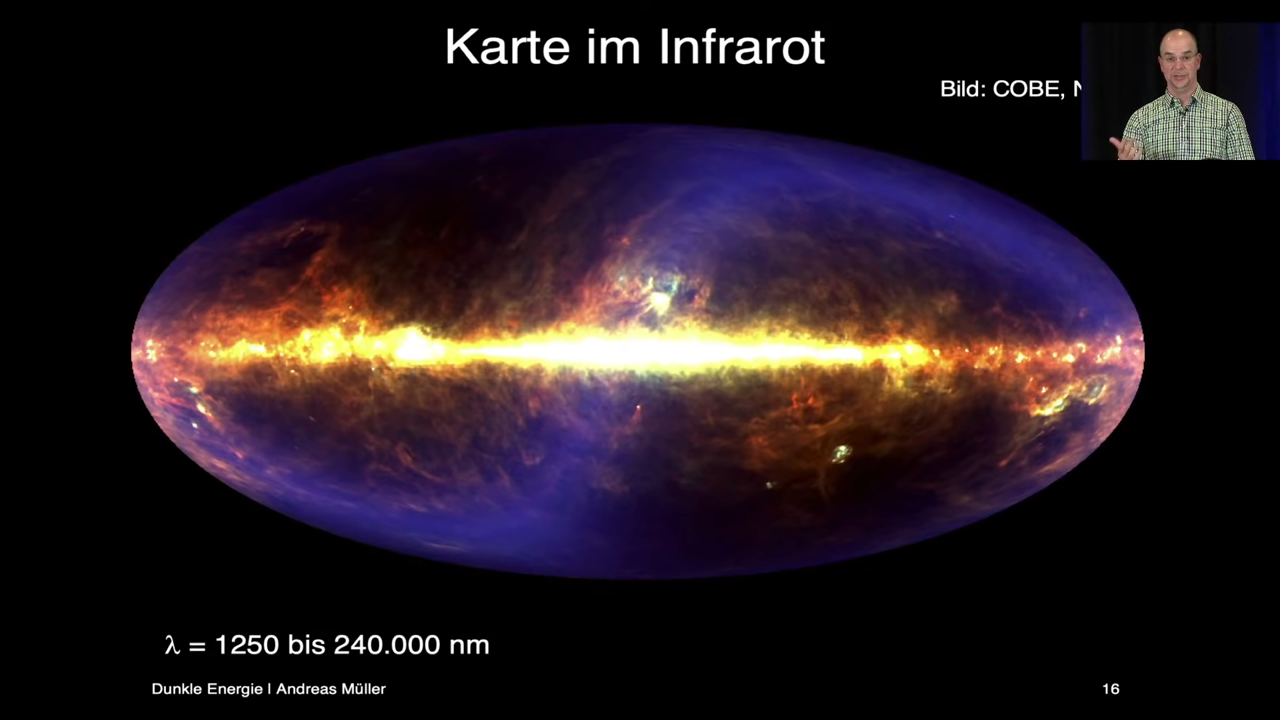 Karte im Infrarot
Bild: COBE,
λ = 1250 bis 240.000 nm
Dunkle Energie | Andreas Müller
16